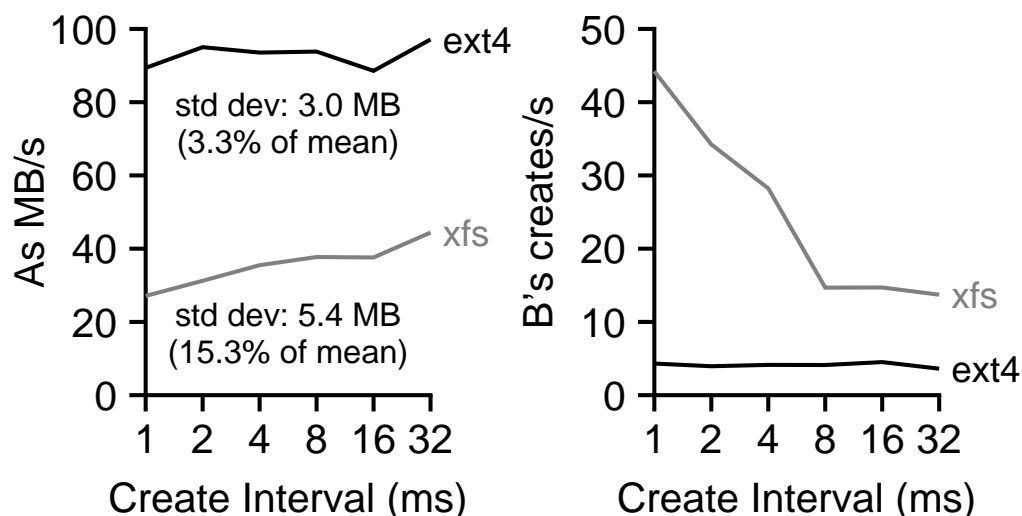 As MB/s
100
80
60
40
20
0
ext4
std dev: 3.0 MB
(3.3% of mean)
xfs
std dev: 5.4 MB
(15.3% of mean)
1 2 4 8 16 32
Create Interval (ms)
B's creates/s
50
40
30
20
10
0
xfs
ext4
1 2 4 8 16 32
Create Interval (ms)